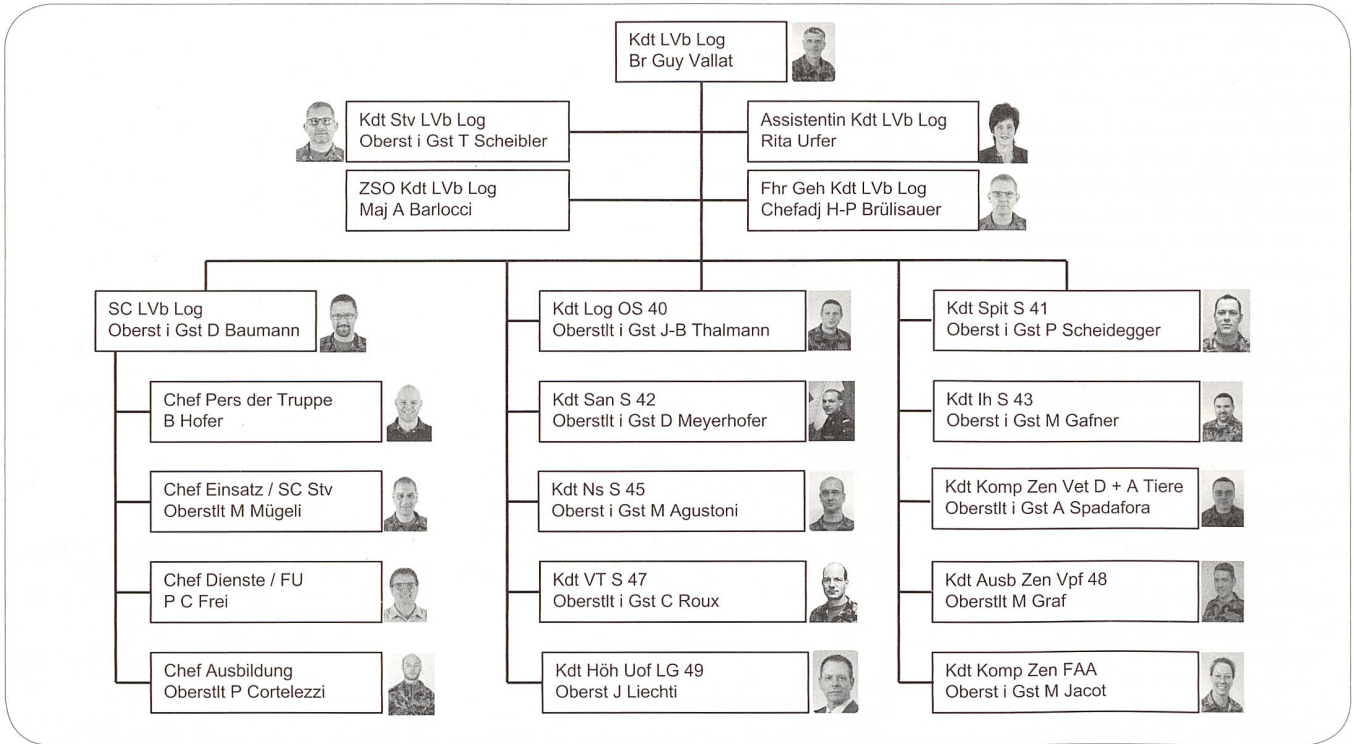 Kdt LVb Log
Br Guy Vallat
Kdt Stv LVb Log
Oberst i Gst T Scheibler
Assistentin Kdt LVb Log
Rita Urfer
ZSO Kdt LVb Log
Maj A Barlocci
Fhr Geh Kdt LVb Log
Chefadj H-P Brülisauer
SC LVb Log
Oberst i Gst D Baumann
Chef Pers der Truppe
B Hofer
Chef Einsatz / SC Stv
Oberstlt M Mügeli
Chef Dienste / FU
P C Frei
Chef Ausbildung
Oberstlt P Cortelezzi
Kdt Log OS 40
Oberstlt i Gst J-B Thalmann
Kdt San S 42
Oberstlt i Gst D Meyerhofer
Kdt Ns S 45
Oberst i Gst M Agustoni
Kdt VT S 47
Oberstlt i Gst C Roux
Kdt Höh Uof LG 49
Oberst J Liechti
Kdt Spit S 41
Oberst i Gst P Scheidegger
Kdt Ih S 43
Oberst i Gst M Gafner
Kdt Komp Zen Vet D + A Tiere
Oberstlt i Gst A Spadafora
Kdt Ausb Zen Vpf 48
Oberstlt M Graf
Kdt Komp Zen FAA
Oberst i Gst M Jacot